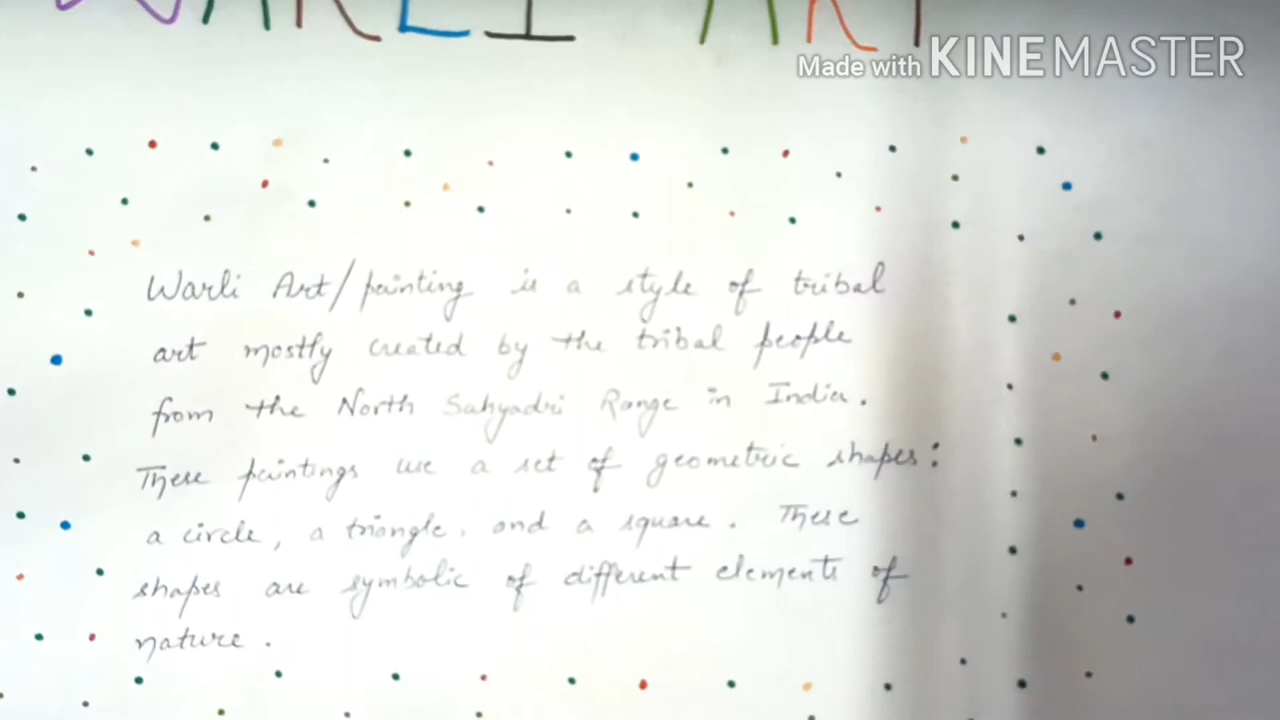 WARLI ART
Made with KINEMASTER
Warli Art/painting is a style of tribal
art mostly created by the tribal people
from the North Sahyadri Range in India.
These paintings use a set of geometric shapes:
a circle, a triangle, and a square. These
shapes are symbolic of different elements of
nature.